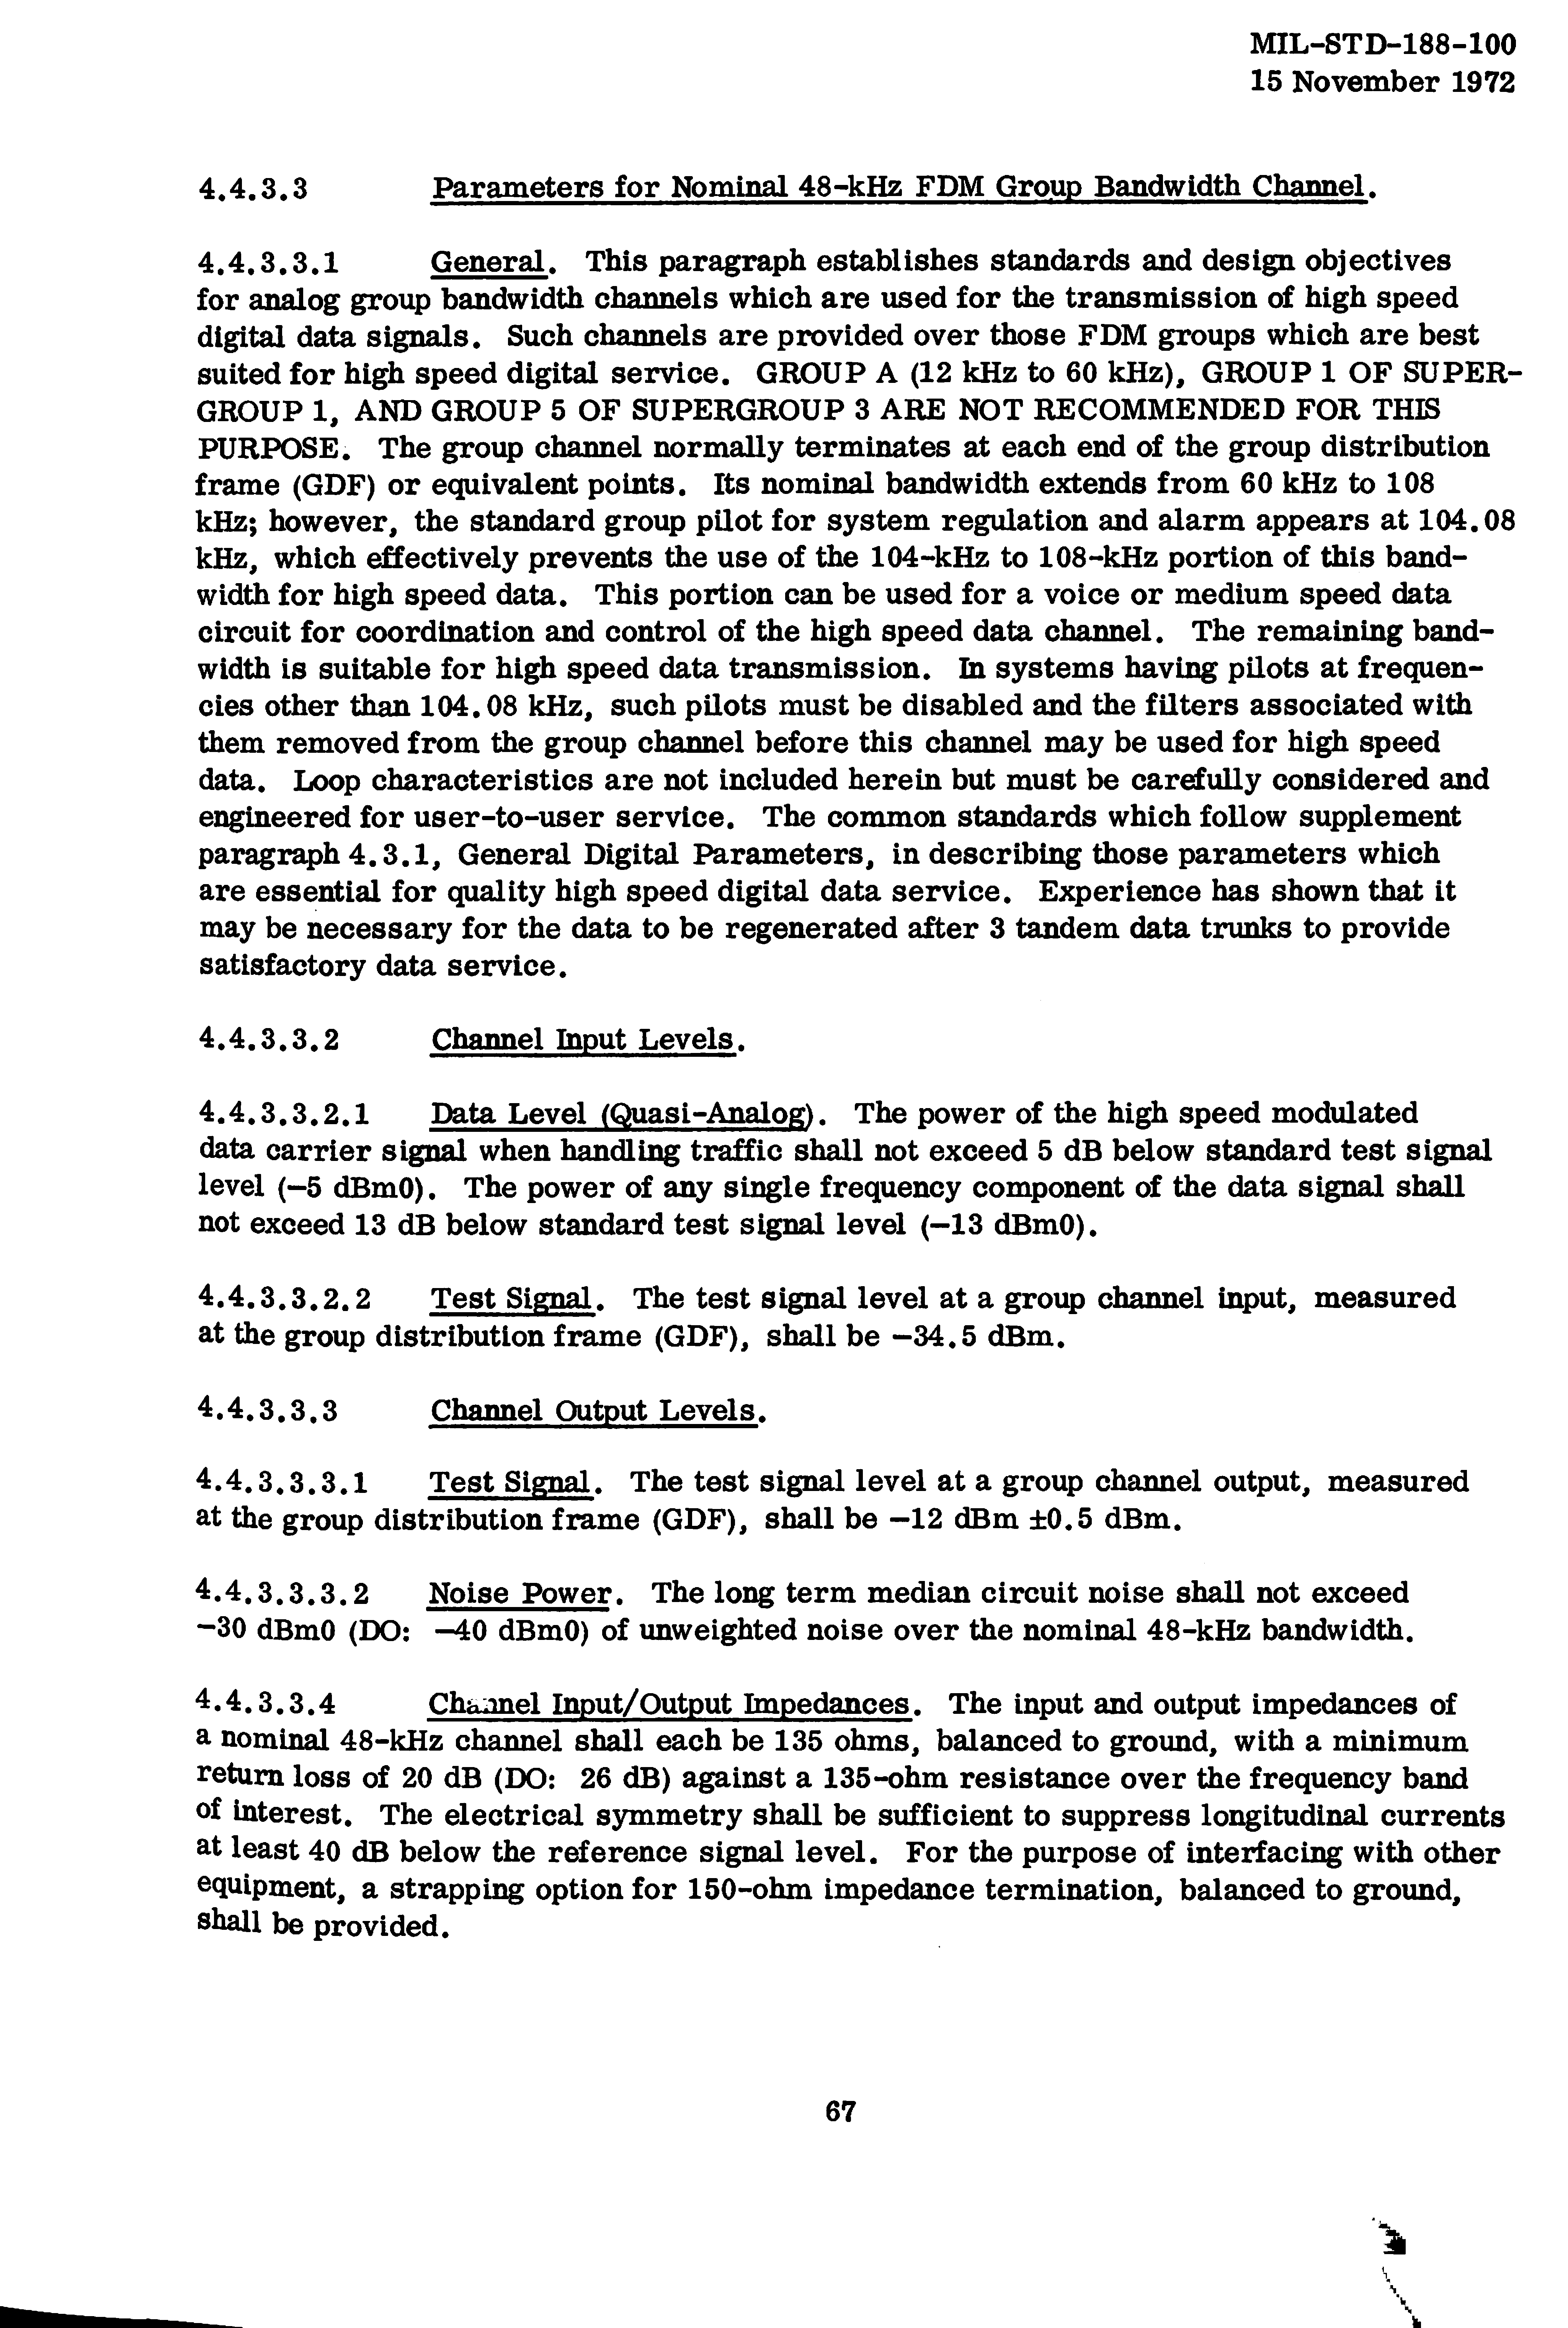 MIL-STD-188-100
15 November 1972
4.4.3.3 Parameters for Nominal 48-kHz FDM Group Bandwidth Channel.
4.4.3.3.1 General. This paragraph establishes standards and design objectives
for analog group bandwidth channels which are used for the transmission of high speed
digital data signals. Such channels are provided over those FDM groups which are best
suited for high speed digital service. GROUP A (12 kHz to 60 kHz), GROUP 1 OF SUPER-
GROUP 1, AND GROUP 5 OF SUPERGROUP 3 ARE NOT RECOMMENDED FOR THIS
PURPOSE. The group channel normally terminates at each end of the group distribution
frame (GDF) or equivalent points. Its nominal bandwidth extends from 60 kHz to 108
kHz; however, the standard group pilot for system regulation and alarm appears at 104.08
kHz, which effectively prevents the use of the 104-kHz to 108-kHz portion of this band-
width for high speed data. This portion can be used for a voice or medium speed data
circuit for coordination and control of the high speed data channel. The remaining band-
width is suitable for high speed data transmission. In systems having pilots at frequen-
cies other than 104.08 kHz, such pilots must be disabled and the filters associated with
them removed from the group channel before this channel may be used for high speed
data. Loop characteristics are not included herein but must be carefully considered and
engineered for user-to-user service. The common standards which follow supplement
paragraph 4.3.1, General Digital Parameters, in describing those parameters which
are essential for quality high speed digital data service. Experience has shown that it
may be necessary for the data to be regenerated after 3 tandem data trunks to provide
satisfactory data service.
4.4.3.3.2 Channel Input Levels.
4.4.3.3.2.1 Data Level (Quasi-Analog). The power of the high speed modulated
data carrier signal when handling traffic shall not exceed 5 dB below standard test signal
level (−5 dBm0). The power of any single frequency component of the data signal shall
not exceed 13 dB below standard test signal level (−13 dBm0).
4.4.3.3.2.2 Test Signal. The test signal level at a group channel input, measured
at the group distribution frame (GDF), shall be −34.5 dBm.
4.4.3.3.3 Channel Output Levels.
4.4.3.3.3.1 Test Signal. The test signal level at a group channel output, measured
at the group distribution frame (GDF), shall be −12 dBm ±0.5 dBm.
4.4.3.3.3.2 Noise Power. The long term median circuit noise shall not exceed
−30 dBm0 (DO: −40 dBm0) of unweighted noise over the nominal 48-kHz bandwidth.
4.4.3.3.4 Channel Input/Output Impedances. The input and output impedances of
a nominal 48-kHz channel shall each be 135 ohms, balanced to ground, with a minimum
return loss of 20 dB (DO: 26 dB) against a 135-ohm resistance over the frequency band
of interest. The electrical symmetry shall be sufficient to suppress longitudinal currents
at least 40 dB below the reference signal level. For the purpose of interfacing with other
equipment, a strapping option for 150-ohm impedance termination, balanced to ground,
shall be provided.
67